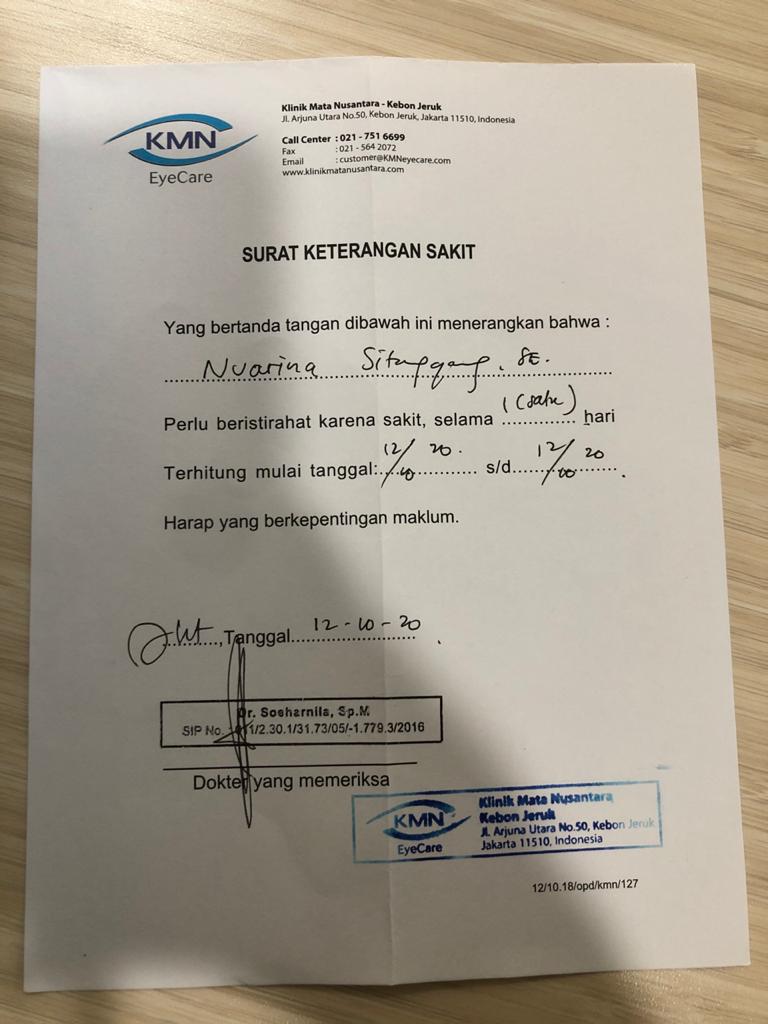 KMN
EyeCare
Klinik Mata Nusantara - Kebon Jeruk
Jl. Arjuna Utara No.50, Kebon Jeruk, Jakarta 11510, Indonesia
Call Center : 021 - 751 6699
Fax : 021 - 564 2072
Email : customer@KMNeyecare.com
www.klinikmatanusantara.com
SURAT KETERANGAN SAKIT
Yang bertanda tangan dibawah ini menerangkan bahwa :
Nuarina Sitanggang, SE.
Perlu beristirahat karena sakit, selama 1 (satu) hari
Terhitung mulai tanggal: 12/10 20. s/d 12/10 20.
Harap yang berkepentingan maklum.
Jkt, Tanggal 12-10-20
Dr. Soeharnila, Sp.M.
SIP No. 1/2.30.1/31.73/05/-1.779.3/2016
Dokter yang memeriksa
KMN
EyeCare
Klinik Mata Nusantara
Kebon Jeruk
Jl. Arjuna Utara No.50, Kebon Jeruk
Jakarta 11510, Indonesia
12/10.18/opd/kmn/127